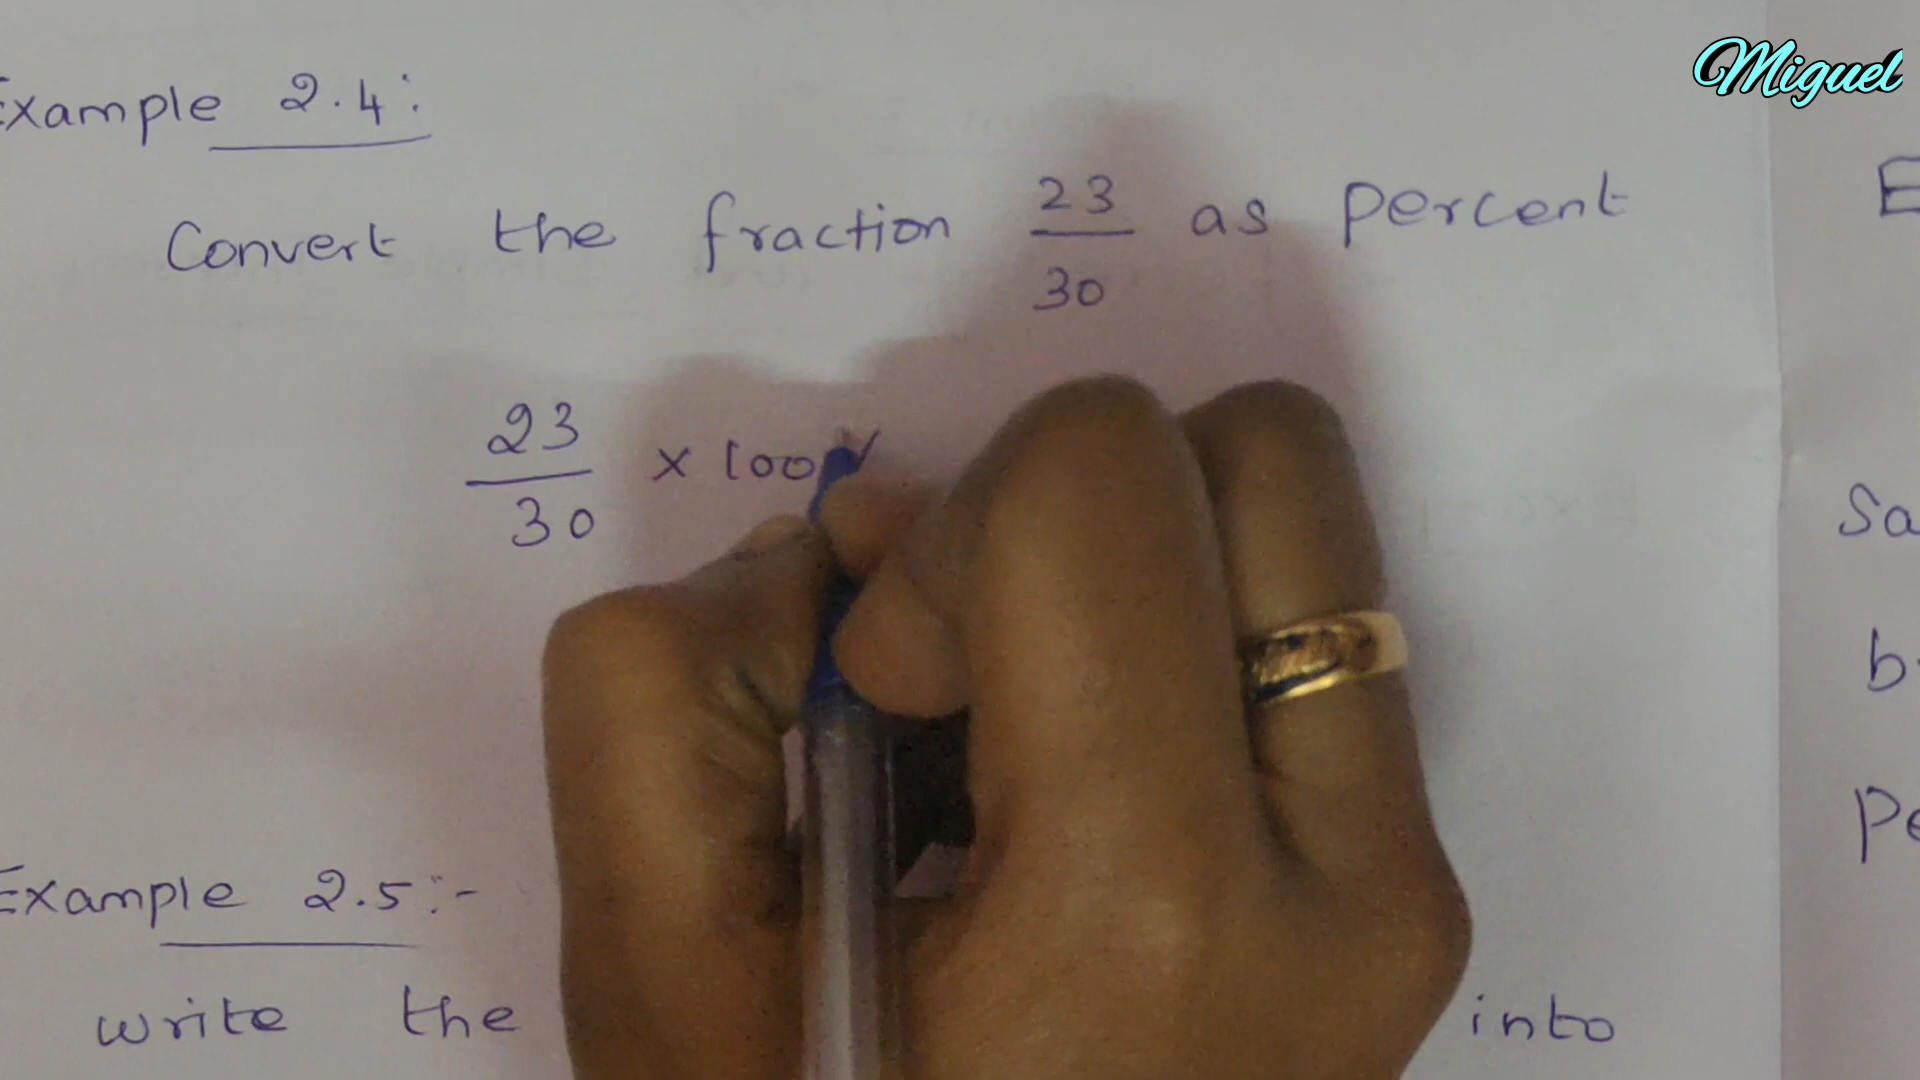 Miguel
Example 2.4:
Convert the fraction 23/30 as percent
23/30 × 100%
Example 2.5:-
write the into